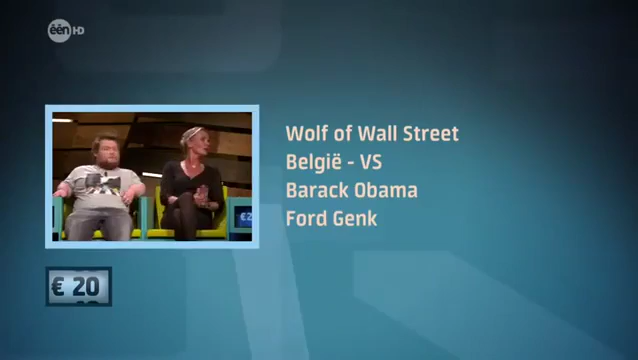 één HD
Wolf of Wall Street
België - VS
Barack Obama
Ford Genk
€ 20